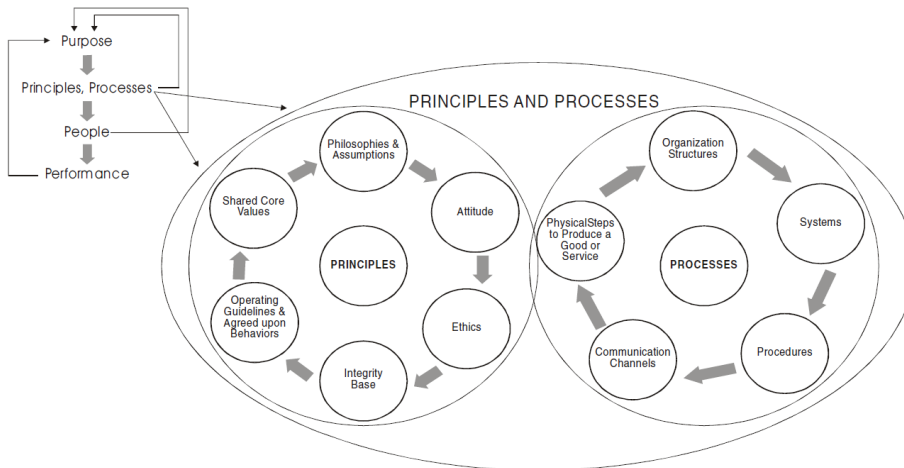 Purpose
Principles, Processes
People
Performance
PRINCIPLES AND PROCESSES
Philosophies &
Assumptions
Attitude
Ethics
Integrity
Base
Operating
Guidelines &
Agreed upon
Behaviors
Shared Core
Values
PRINCIPLES
Organization
Structures
Systems
Procedures
Communication
Channels
PhysicalSteps
to Produce a
Good or
Service
PROCESSES